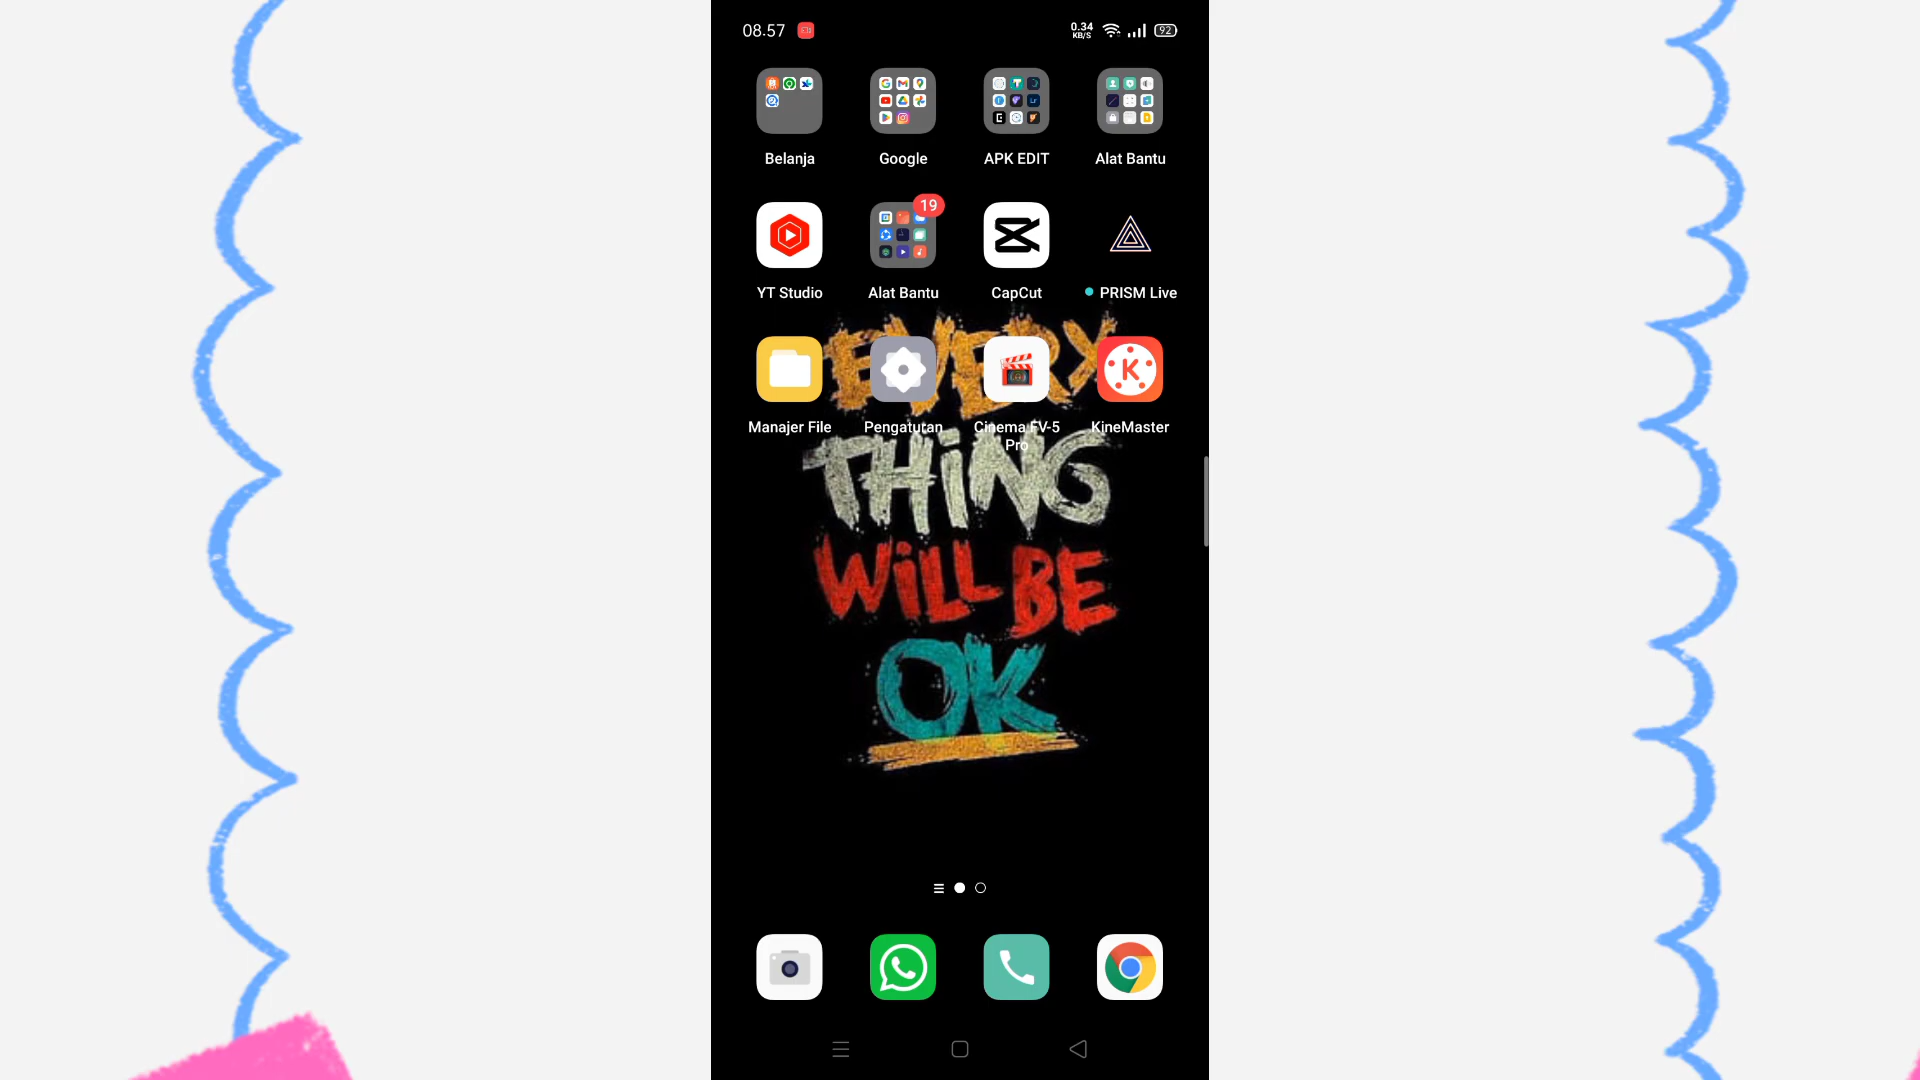 08.57
0.34
KB/S
92
Belanja
Google
APK EDIT
Alat Bantu
19
YT Studio
Alat Bantu
CapCut
PRISM Live
Manajer File
Pengaturan
Cinema FV-5
Pro
KineMaster
EVERY
THiNG
WiLL BE
OK